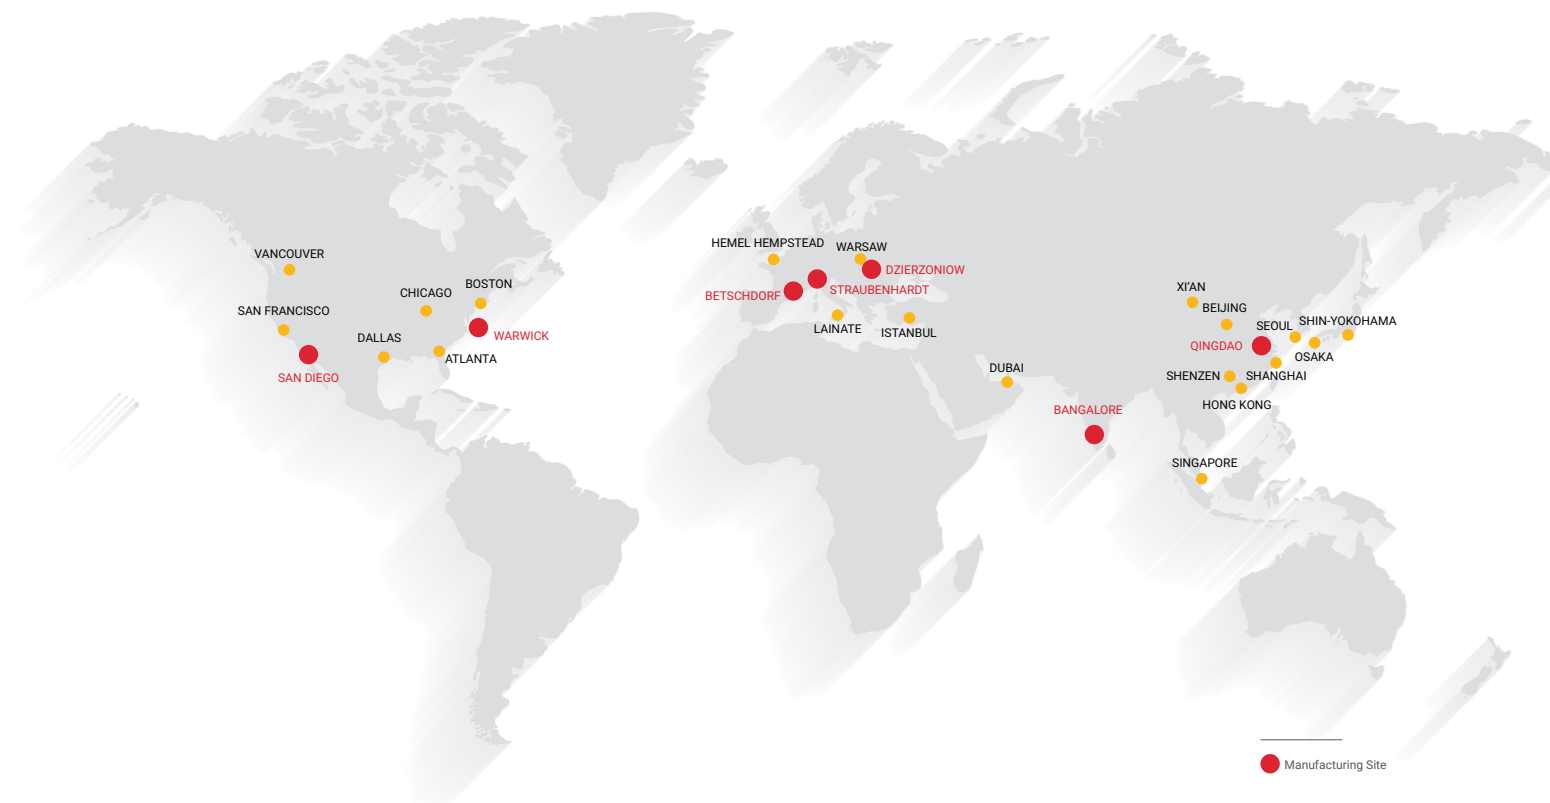 VANCOUVER
SAN FRANCISCO
SAN DIEGO
DALLAS
CHICAGO
BOSTON
WARWICK
ATLANTA
HEMEL HEMPSTEAD
WARSAW
DZIERZONIOW
BETSCHDORF
STRAUBENHARDT
LAINATE
ISTANBUL
DUBAI
BANGALORE
XI'AN
BEIJING
SEOUL
SHIN-YOKOHAMA
QINGDAO
OSAKA
SHENZEN
SHANGHAI
HONG KONG
SINGAPORE
Manufacturing Site